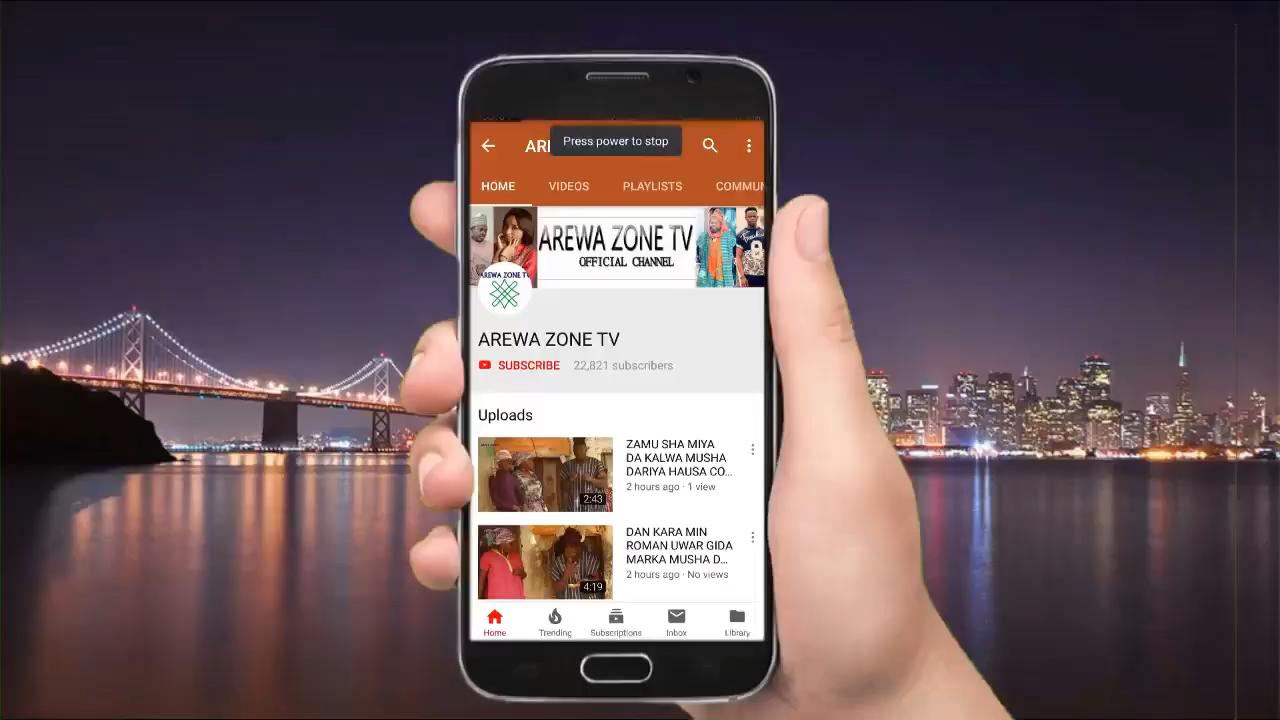 ARE
Press power to stop
HOME VIDEOS PLAYLISTS COMMUN
AREWA ZONE TV
OFFICIAL CHANNEL
AREWA ZONE TV
AREWA ZONE TV
SUBSCRIBE 22,821 subscribers
Uploads
ZAMU SHA MIYA
DA KALWA MUSHA
DARIYA HAUSA CO...
2 hours ago · 1 view
2:43
DAN KARA MIN
ROMAN UWAR GIDA
MARKA MUSHA D...
2 hours ago · No views
4:19
Home Trending Subscriptions Inbox Library